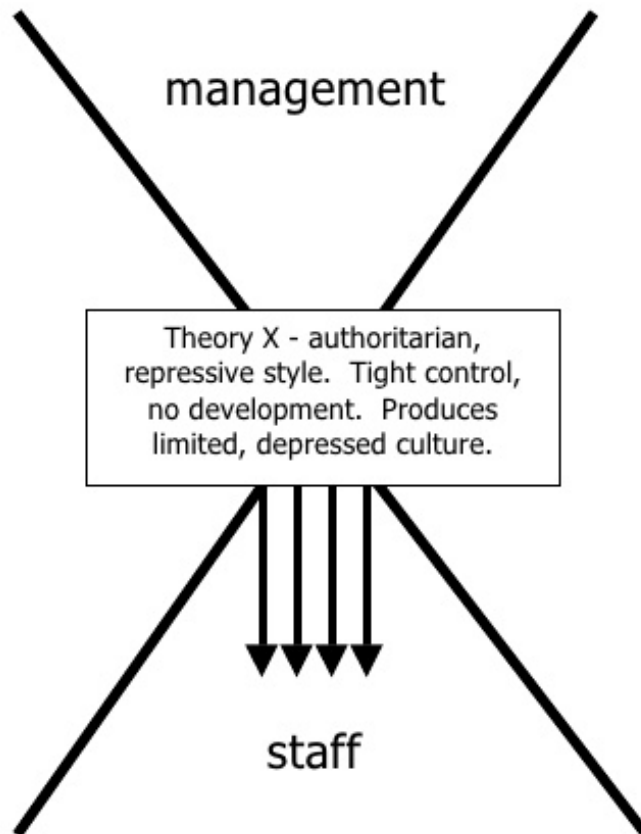 management
Theory X - authoritarian,
repressive style.  Tight control,
no development.  Produces
limited, depressed culture.
staff